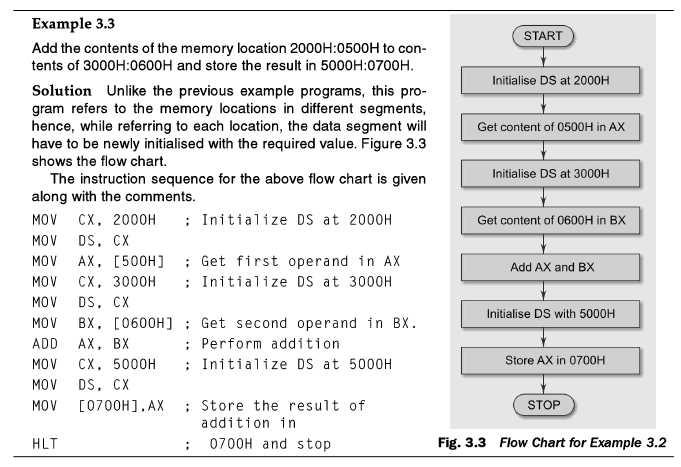 Example 3.3
Add the contents of the memory location 2000H:0500H to con-
tents of 3000H:0600H and store the result in 5000H:0700H.
Solution Unlike the previous example programs, this pro-
gram refers to the memory locations in different segments,
hence, while referring to each location, the data segment will
have to be newly initialised with the required value. Figure 3.3
shows the flow chart.
The instruction sequence for the above flow chart is given
along with the comments.
MOV CX, 2000H ; Initialize DS at 2000H
MOV DS, CX
MOV AX, [500H] ; Get first operand in AX
MOV CX, 3000H ; Initialize DS at 3000H
MOV DS, CX
MOV BX, [0600H] ; Get second operand in BX.
ADD AX, BX ; Perform addition
MOV CX, 5000H ; Initialize DS at 5000H
MOV DS, CX
MOV [0700H],AX ; Store the result of
addition in
HLT ; 0700H and stop
START
Initialise DS at 2000H
Get content of 0500H in AX
Initialise DS at 3000H
Get content of 0600H in BX
Add AX and BX
Initialise DS with 5000H
Store AX in 0700H
STOP
Fig. 3.3 Flow Chart for Example 3.2